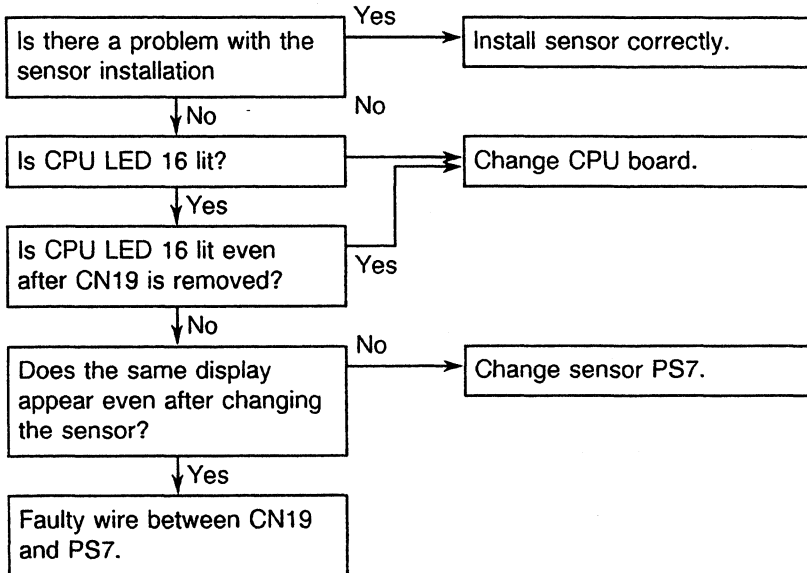 Is there a problem with the
sensor installation
Yes
Install sensor correctly.
No
No
Is CPU LED 16 lit?
Change CPU board.
Yes
Is CPU LED 16 lit even
after CN19 is removed?
Yes
No
Does the same display
appear even after changing
the sensor?
No
Change sensor PS7.
Yes
Faulty wire between CN19
and PS7.